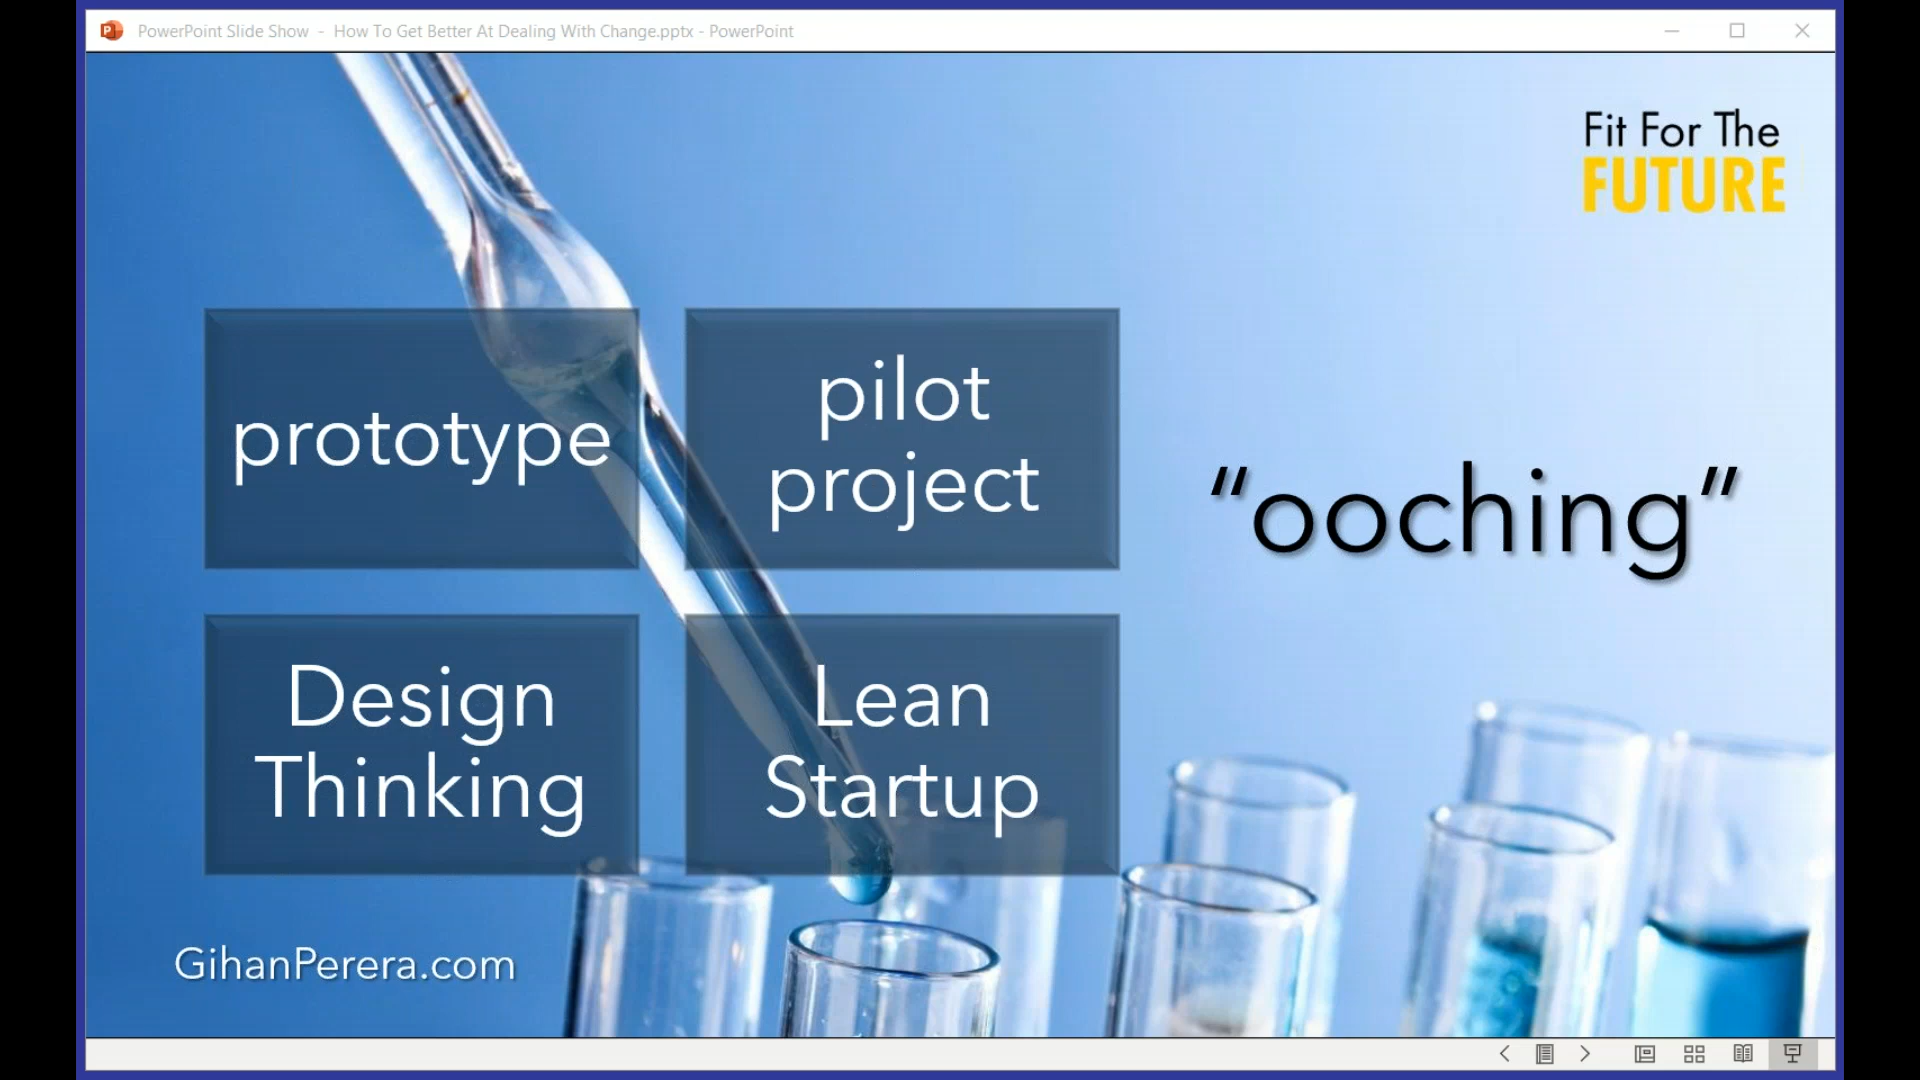 PowerPoint Slide Show - How To Get Better At Dealing With Change.pptx - PowerPoint
Fit For The
FUTURE
prototype
pilot
project
“ooching”
Design
Thinking
Lean
Startup
GihanPerera.com